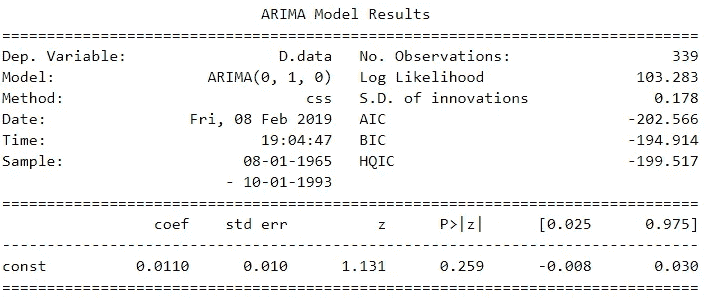 ARIMA Model Results
==============================================================================
Dep. Variable: D.data No. Observations: 339
Model: ARIMA(0, 1, 0) Log Likelihood 103.283
Method: css S.D. of innovations 0.178
Date: Fri, 08 Feb 2019 AIC -202.566
Time: 19:04:47 BIC -194.914
Sample: 08-01-1965 HQIC -199.517
- 10-01-1993
==============================================================================
coef std err z P>|z| [0.025 0.975]
------------------------------------------------------------------------------
const 0.0110 0.010 1.131 0.259 -0.008 0.030
==============================================================================